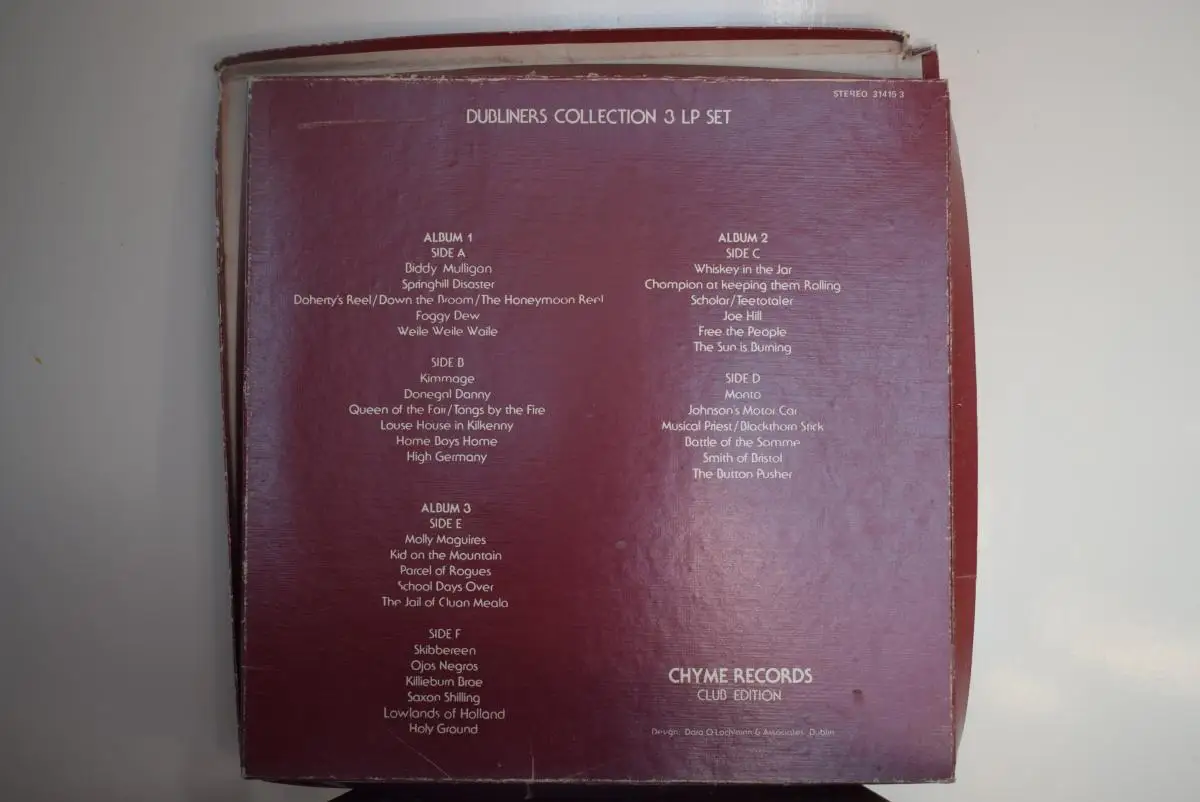 STEREO 31415 3
DUBLINERS COLLECTION 3 LP SET
ALBUM 1
SIDE A
Biddy Mulligan
Springhill Disaster
Doherty's Reel/Down the Broom/The Honeymoon Reel
Foggy Dew
Weile Weile Waile
SIDE B
Kimmage
Donegal Danny
Queen of the Fair/Tongs by the Fire
Louse House in Kilkenny
Home Boys Home
High Germany
ALBUM 2
SIDE C
Whiskey in the Jar
Champion at keeping them Rolling
Scholar/Teetotaler
Joe Hill
Free the People
The Sun is Burning
SIDE D
Monto
Johnson's Motor Car
Musical Priest/Blackthorn Stick
Battle of the Somme
Smith of Bristol
The Button Pusher
ALBUM 3
SIDE E
Molly Maguires
Kid on the Mountain
Parcel of Rogues
School Days Over
The Jail of Cluan Meala
SIDE F
Skibbereen
Ojos Negros
Killieburn Brae
Saxon Shilling
Lowlands of Holland
Holy Ground
CHYME RECORDS
CLUB EDITION
Design: Dara O'Lochlainn & Associates, Dublin